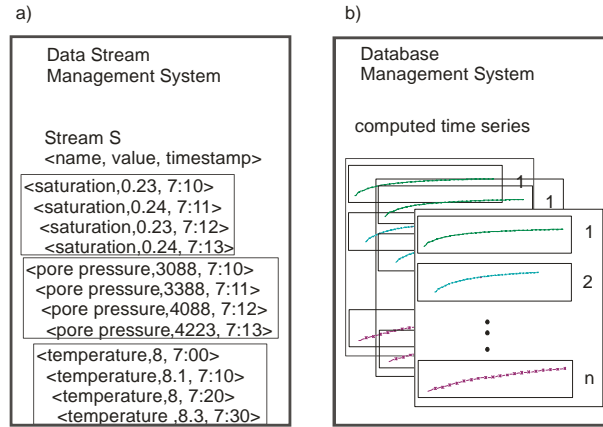 a)
Data Stream
Management System
Stream S
<name, value, timestamp>
<saturation,0.23, 7:10>
<saturation,0.24, 7:11>
<saturation,0.23, 7:12>
<saturation,0.24, 7:13>
<pore pressure,3088, 7:10>
<pore pressure,3388, 7:11>
<pore pressure,4088, 7:12>
<pore pressure,4223, 7:13>
<temperature,8, 7:00>
<temperature,8.1, 7:10>
<temperature,8, 7:20>
<temperature ,8.3, 7:30>
b)
Database
Management System
computed time series
1
1
1
2
n